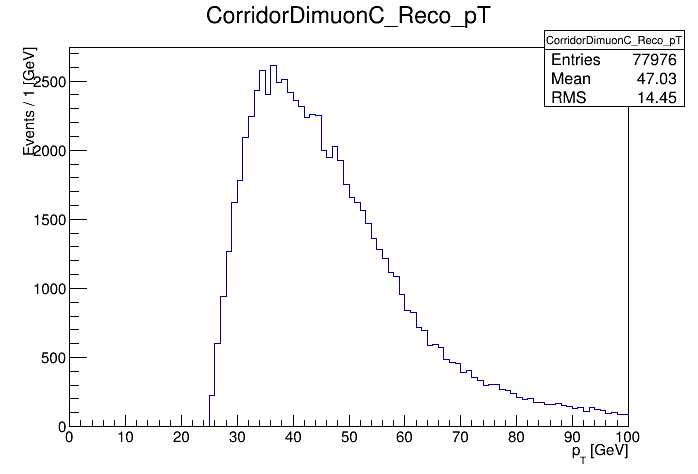 CorridorDimuonC_Reco_pT
CorridorDimuonC_Reco_pT
Entries 77976
Mean 47.03
RMS 14.45
Events / 1 [GeV]
2500
2000
1500
1000
500
0
0 10 20 30 40 50 60 70 80 90 100
p_T [GeV]